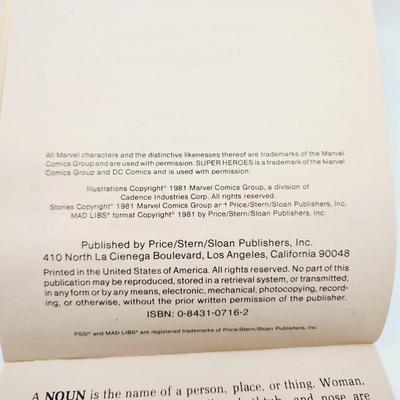 All Marvel characters and the distinctive likenesses thereof are trademarks of the Marvel
Comics Group and are used with permission. SUPER HEROES is a trademark of the Marvel
Comics Group and DC Comics and is used with permission.
Illustrations Copyright© 1981 Marvel Comics Group, a division of
Cadence Industries Corp. All rights reserved.
Stories Copyright© 1981 Marvel Comics Group and Price/Stern/Sloan Publishers, Inc.
MAD LIBS® format Copyright© 1981 by Price/Stern/Sloan Publishers, Inc.
Published by Price/Stern/Sloan Publishers, Inc.
410 North La Cienega Boulevard, Los Angeles, California 90048
Printed in the United States of America. All rights reserved. No part of this
publication may be reproduced, stored in a retrieval system, or transmitted,
in any form or by any means, electronic, mechanical, photocopying, record-
ing, or otherwise, without the prior written permission of the publisher.
ISBN: 0-8431-0716-2
PSS!® and MAD LIBS® are registered trademarks of Price/Stern/Sloan Publishers, Inc.
A NOUN is the name of a person, place, or thing. Woman,
bathtub, and nose are